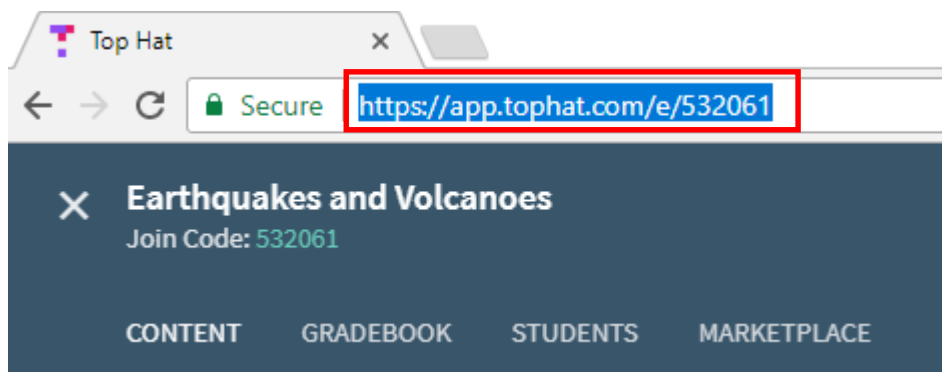 Top Hat
Secure https://app.tophat.com/e/532061
Earthquakes and Volcanoes
Join Code: 532061
CONTENT GRADEBOOK STUDENTS MARKETPLACE